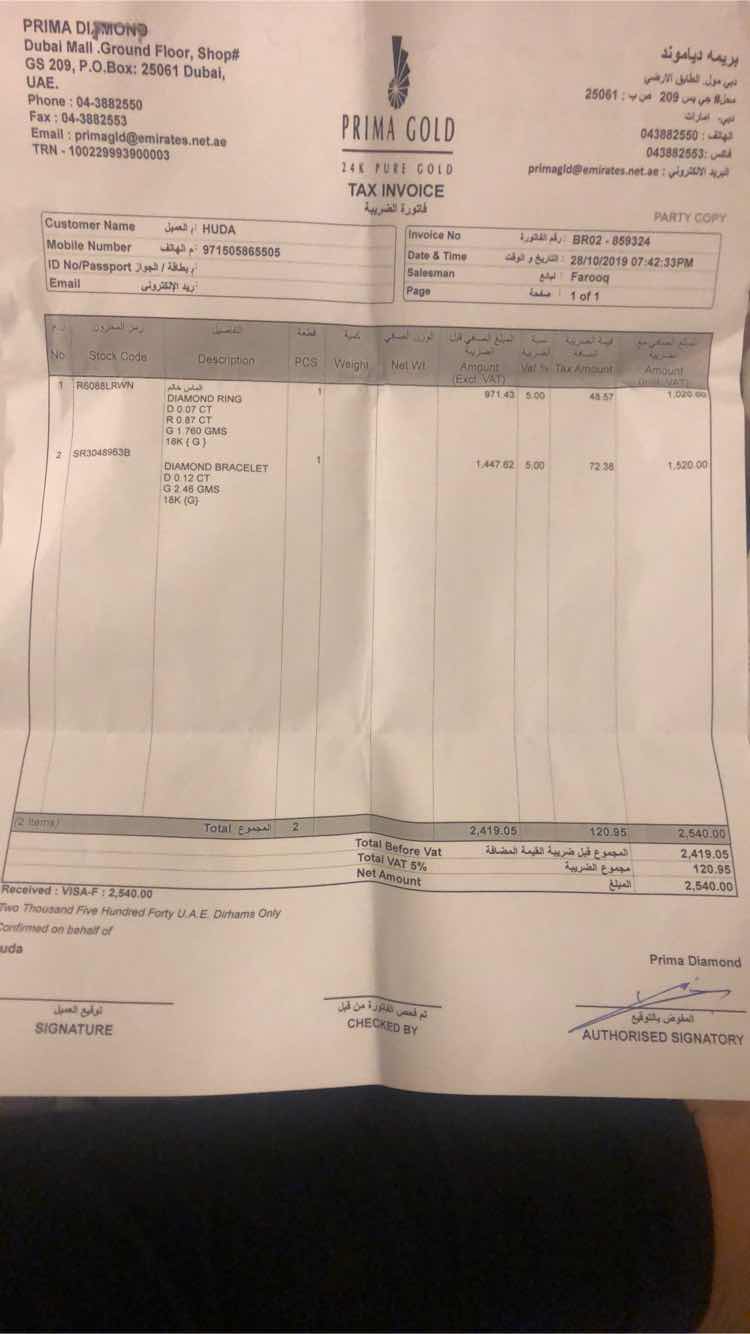 PRIMA DIAMOND
Dubai Mall .Ground Floor, Shop#
GS 209, P.O.Box: 25061 Dubai,
UAE.
Phone : 04-3882550
Fax : 04-3882553
Email : primagld@emirates.net.ae
TRN - 100229993900003
PRIMA GOLD
24K PURE GOLD
TAX INVOICE
فاتورة الضريبة
بريمه دياموند
دبي مول. الطابق الارضي
محل# جي بس 209 ص ب : 25061
دبي. امارات
الهاتف : 043882550
فاكس :043882553
البريد الالكتروني : primagld@emirates.net.ae
PARTY COPY
Customer Name م العميل : HUDA
Mobile Number م الهاتف : 971505865505
ID No/Passport م بطاقة / الجواز :
Email ريد الإلكتروني :
Invoice No رقم الفاتورة : BR02 - 859324
Date & Time التاريخ و الوقت : 28/10/2019 07:42:33PM
Salesman لبائع : Farooq
Page صفحة : 1 of 1
ر.م رمز المخزون التفاصيل قطعة كمية الوزن الصافي المبلغ الصافي قبل الضريبة نسبة الضريبة قيمة الضريبة المضافة المبلغ الصافي مع ضريبة
No Stock Code Description PCS Weight Net Wt Amount (Excl. VAT) Vat % Tax Amount Amount (Incl. VAT)
1 R6088LRWN الماس خاتم 1 971.43 5.00 48.57 1,020.00
DIAMOND RING
D 0.07 CT
R 0.87 CT
G 1.760 GMS
18K { G }
2 SR3048963B DIAMOND BRACELET 1 1,447.62 5.00 72.38 1,520.00
D 0.12 CT
G 2.46 GMS
18K {G}
(2 Items) Total المجموع 2 2,419.05 120.95 2,540.00
Total Before Vat المجموع قبل ضريبة القيمة المضافة 2,419.05
Total VAT 5% مجموع الضريبة 120.95
Net Amount المبلغ 2,540.00
Received : VISA-F : 2,540.00
Two Thousand Five Hundred Forty U.A.E. Dirhams Only
Confirmed on behalf of
uda
Prima Diamond
توقيع العميل
SIGNATURE
تم فحص الفاتورة من قبل
CHECKED BY
المفوض بالتوقيع
AUTHORISED SIGNATORY